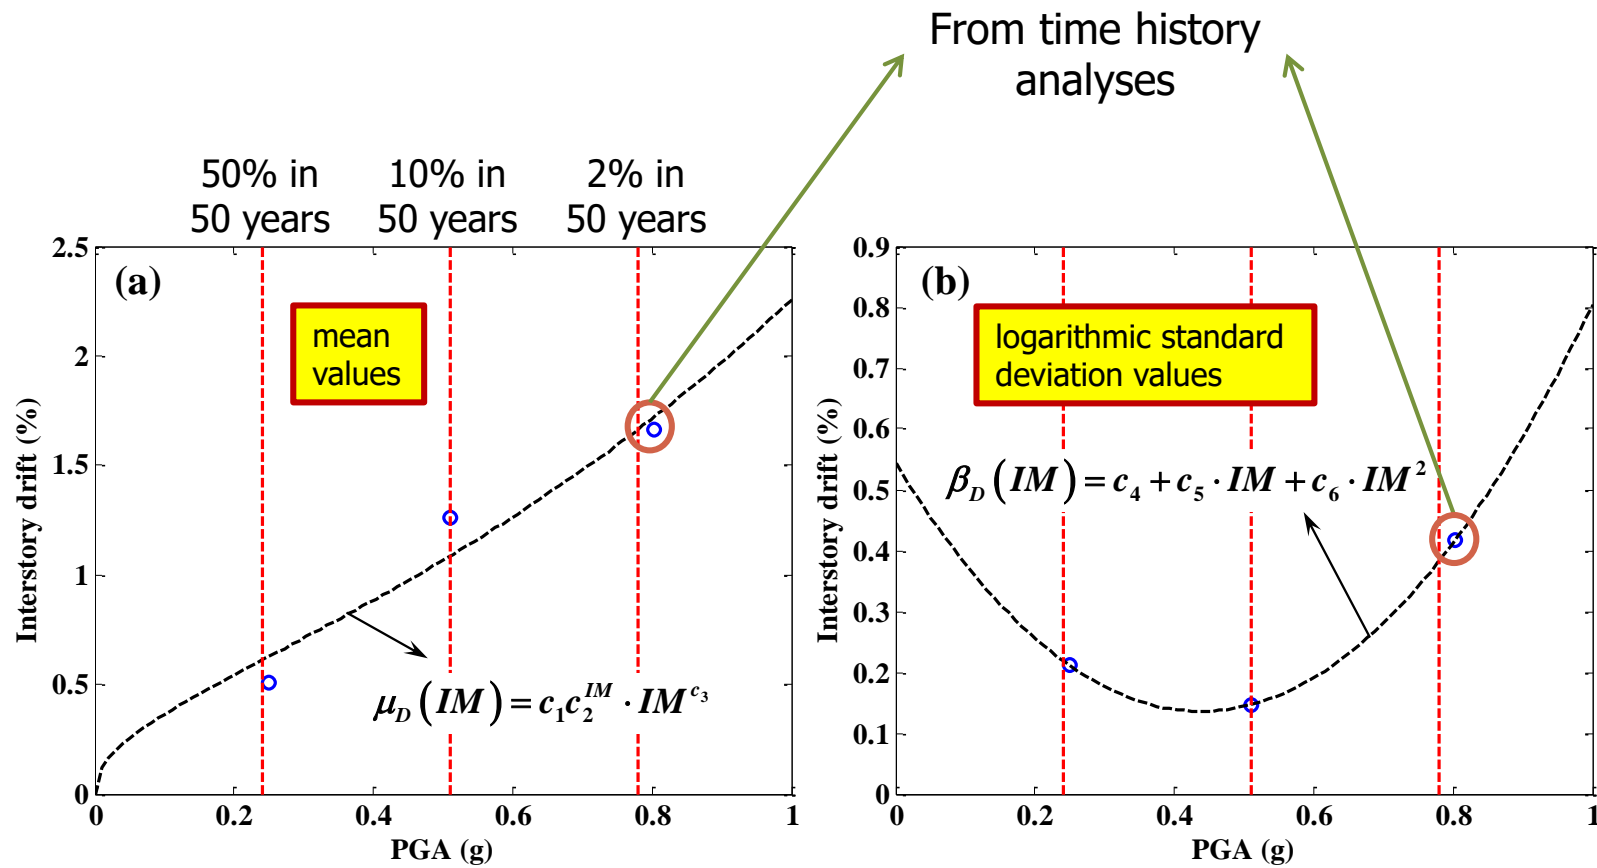 From time history
analyses
50% in
50 years
10% in
50 years
2% in
50 years
(a)
mean
values
2.5
2
1.5
1
0.5
0
Interstory drift (%)
μ_D(IM) = c₁c₂^{IM} · IM^{c₃}
0 0.2 0.4 0.6 0.8 1
PGA (g)
(b)
logarithmic standard
deviation values
0.9
0.8
0.7
0.6
0.5
0.4
0.3
0.2
0.1
0
Interstory drift (%)
β_D(IM) = c₄ + c₅ · IM + c₆ · IM²
0 0.2 0.4 0.6 0.8 1
PGA (g)